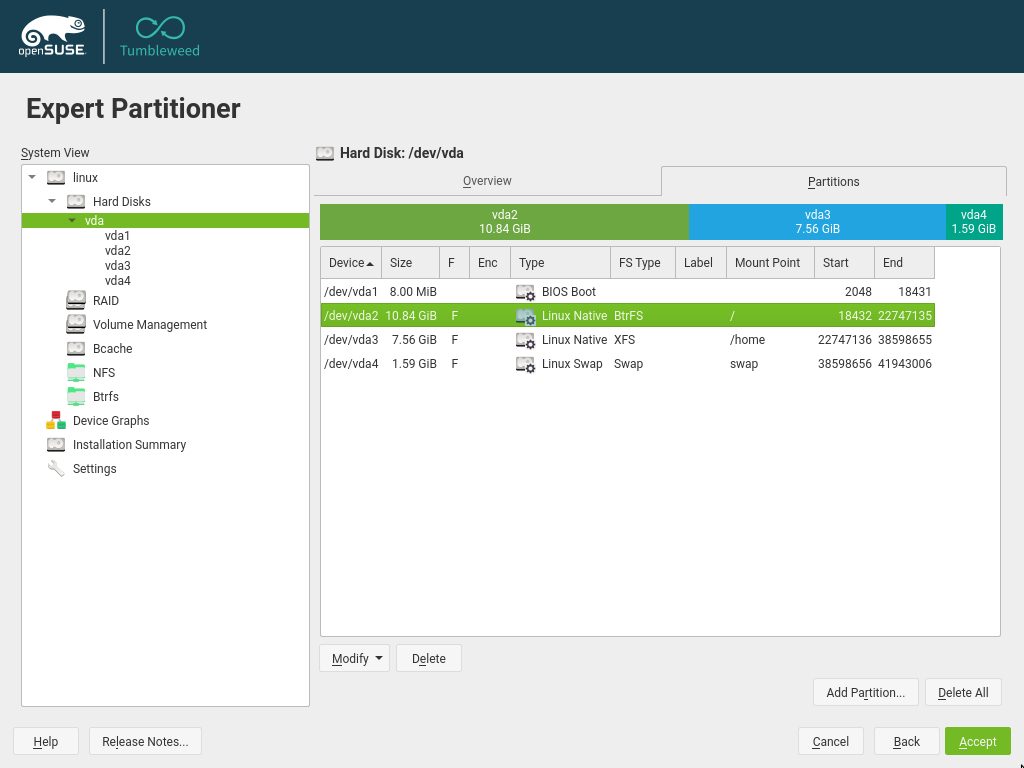 openSUSE
Tumbleweed
Expert Partitioner
System View
linux
Hard Disks
vda
vda1
vda2
vda3
vda4
RAID
Volume Management
Bcache
NFS
Btrfs
Device Graphs
Installation Summary
Settings
Hard Disk: /dev/vda
Overview Partitions
vda2 vda3 vda4
10.84 GiB 7.56 GiB 1.59 GiB
Device Size F Enc Type FS Type Label Mount Point Start End
/dev/vda1 8.00 MiB BIOS Boot 2048 18431
/dev/vda2 10.84 GiB F Linux Native BtrFS / 18432 22747135
/dev/vda3 7.56 GiB F Linux Native XFS /home 22747136 38598655
/dev/vda4 1.59 GiB F Linux Swap Swap swap 38598656 41943006
Modify Delete
Add Partition... Delete All
Help Release Notes... Cancel Back Accept